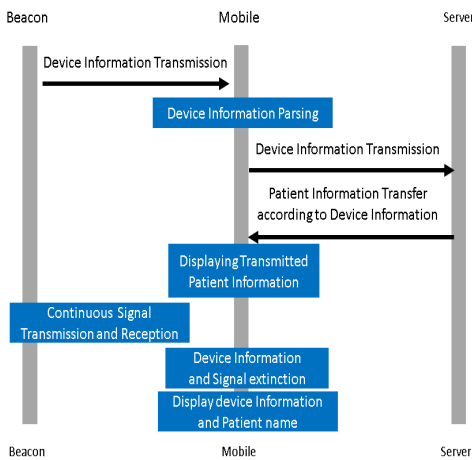 Beacon Mobile Server
Device Information Transmission
Device Information Parsing
Device Information Transmission
Patient Information Transfer
according to Device Information
Displaying Transmitted
Patient Information
Continuous Signal
Transmission and Reception
Device Information
and Signal extinction
Display device Information
and Patient name
Beacon Mobile Server